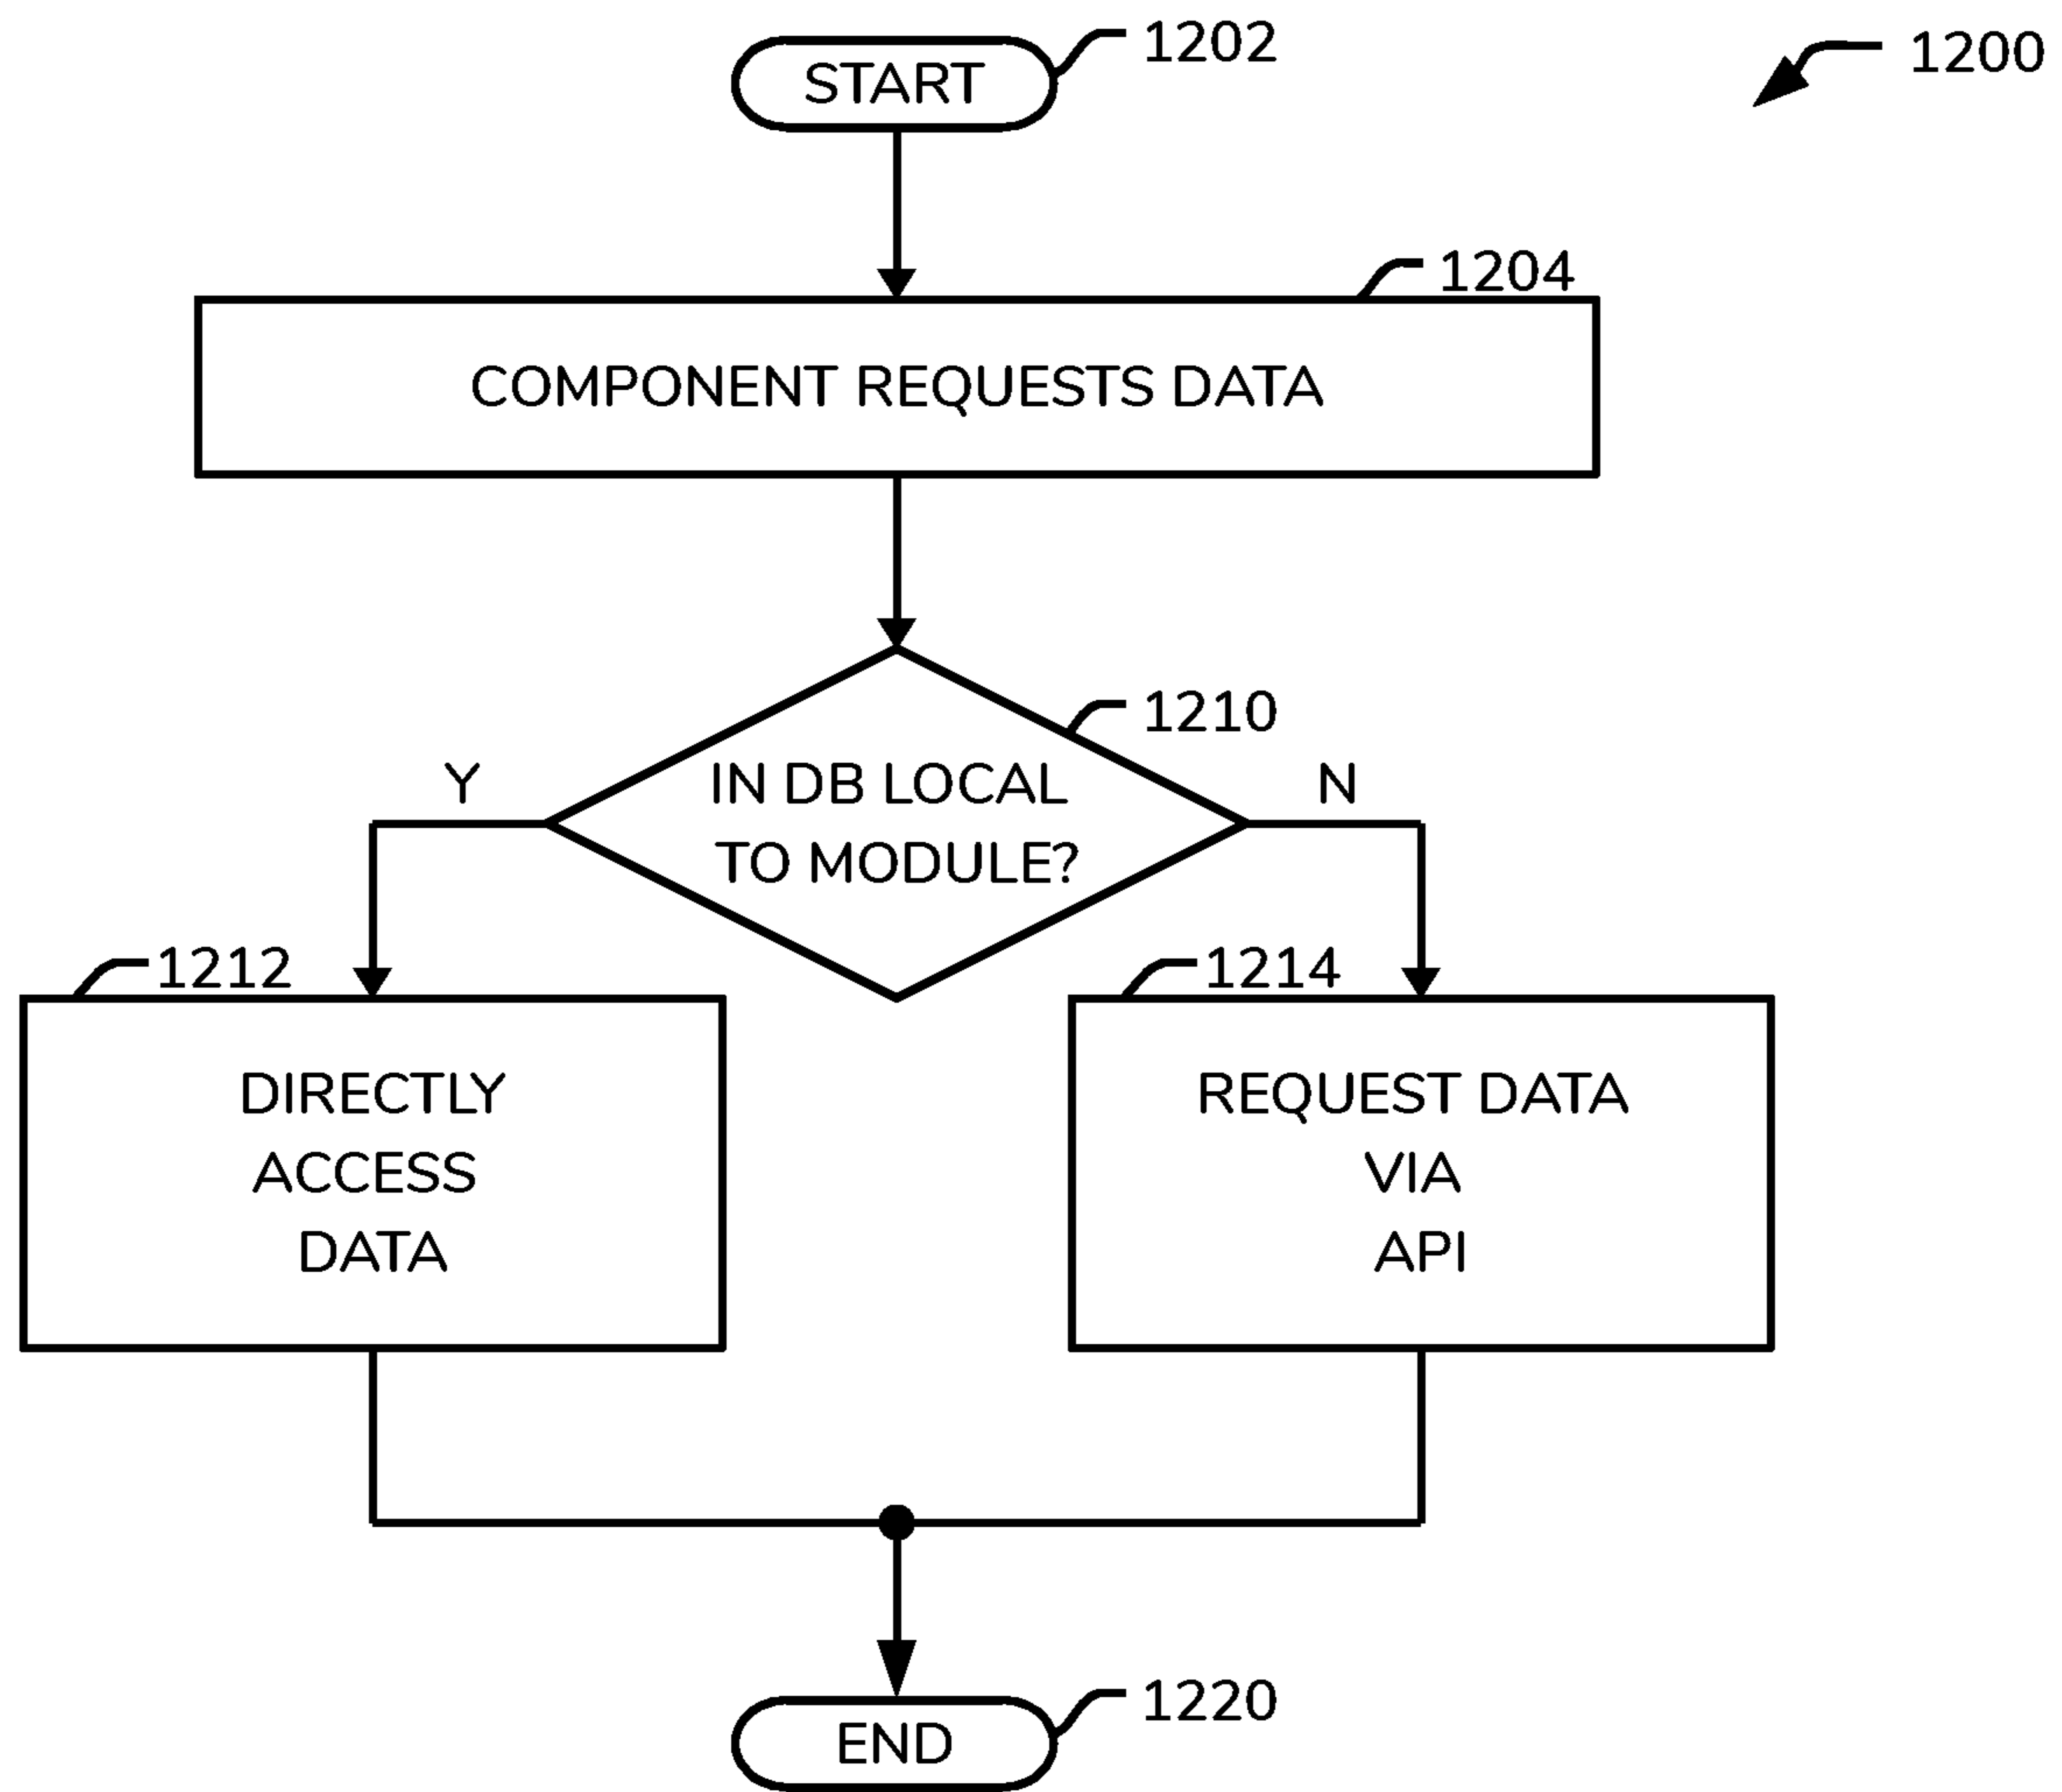 1202
1200
START
1204
COMPONENT REQUESTS DATA
1210
Y
IN DB LOCAL
TO MODULE?
N
1212
DIRECTLY
ACCESS
DATA
1214
REQUEST DATA
VIA
API
1220
END